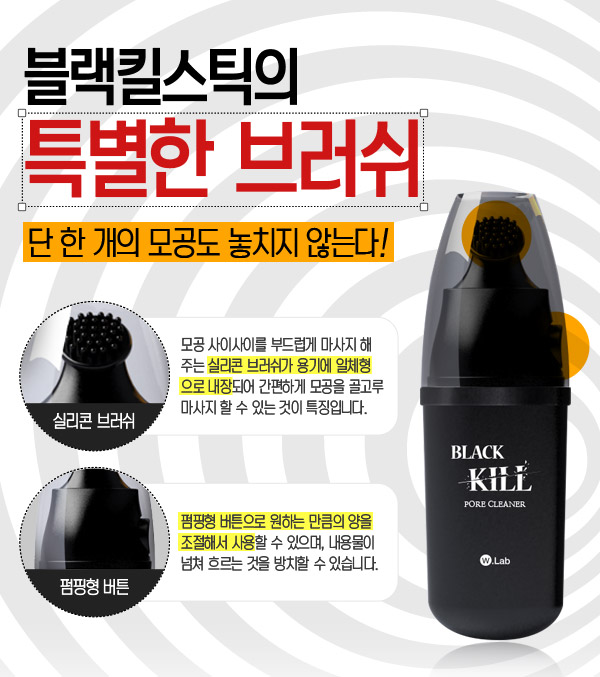 블랙킬스틱의
특별한 브러쉬
단 한 개의 모공도 놓치지 않는다!
모공 사이사이를 부드럽게 마사지 해
주는 실리콘 브러쉬가 용기에 일체형
으로 내장되어 간편하게 모공을 골고루
마사지 할 수 있는 것이 특징입니다.
실리콘 브러쉬
펌핑형 버튼으로 원하는 만큼의 양을
조절해서 사용할 수 있으며, 내용물이
넘쳐 흐르는 것을 방치할 수 있습니다.
펌핑형 버튼
BLACK
KILL
PORE CLEANER
W.Lab